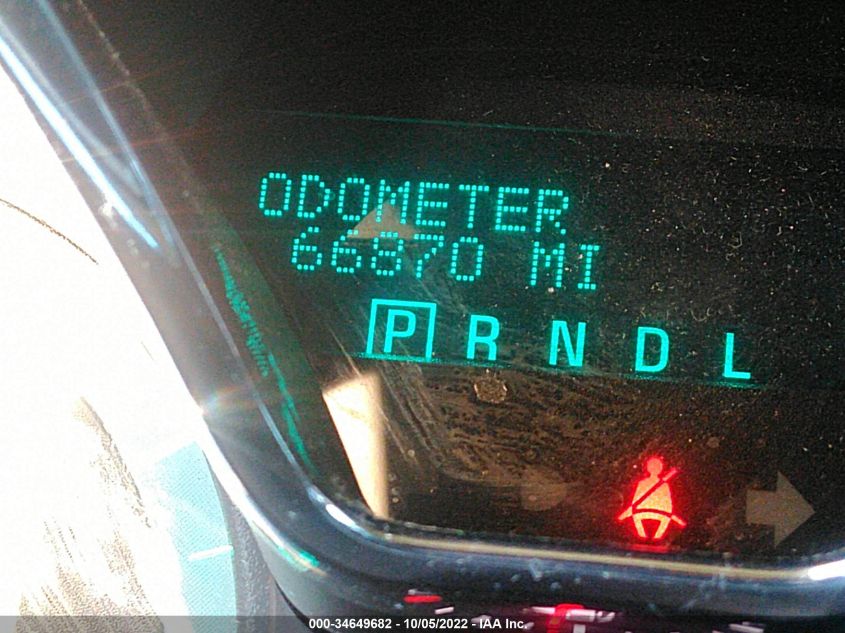 ODOMETER
66870 MI
P R N D L
000-34649682 - 10/05/2022 - IAA Inc.